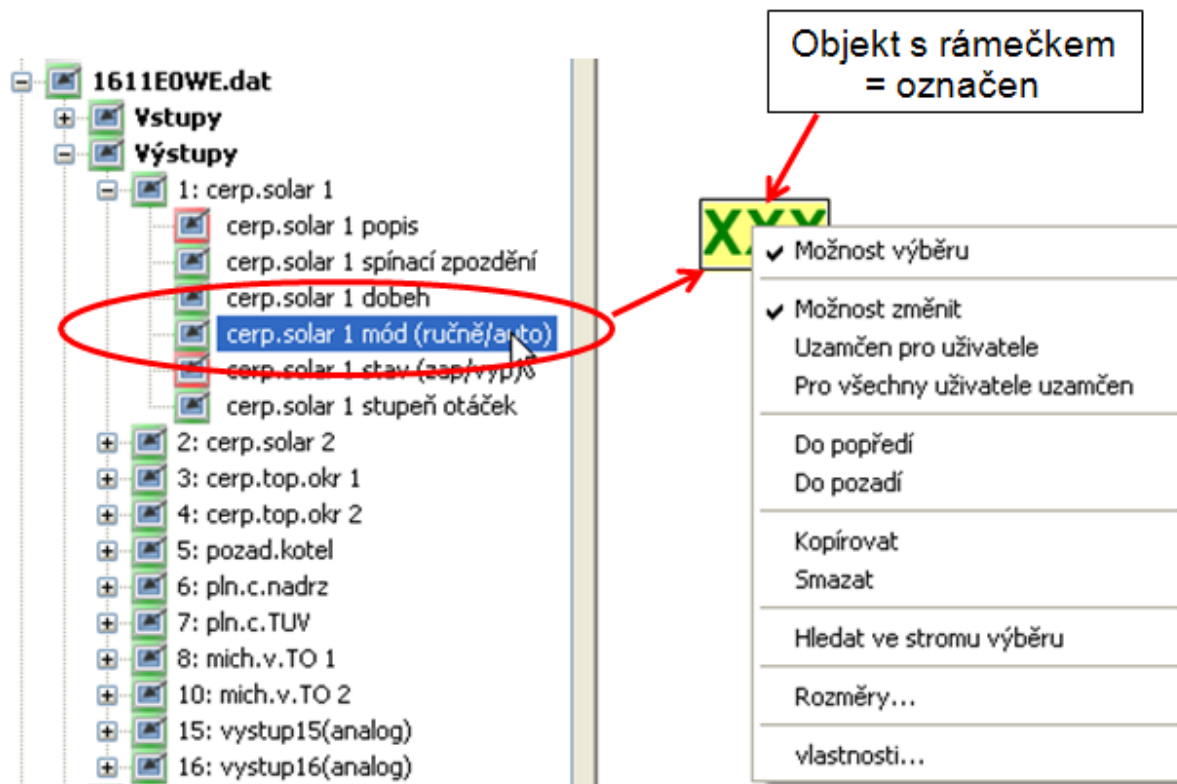 Objekt s rámečkem
= označen
1611E0WE.dat
Vstupy
Výstupy
1: cerp.solar 1
cerp.solar 1 popis
cerp.solar 1 spínací zpozdění
cerp.solar 1 dobeh
cerp.solar 1 mód (ručně/auto)
cerp.solar 1 stav (zap/vyp)
cerp.solar 1 stupeň otáček
2: cerp.solar 2
3: cerp.top.okr 1
4: cerp.top.okr 2
5: pozad.kotel
6: pln.c.nadrz
7: pln.c.TUV
8: mich.v.TO 1
10: mich.v.TO 2
15: vystup15(analog)
16: vystup16(analog)
XXX
Možnost výběru
Možnost změnit
Uzamčen pro uživatele
Pro všechny uživatele uzamčen
Do popředí
Do pozadí
Kopírovat
Smazat
Hledat ve stromu výběru
Rozměry...
vlastnosti...